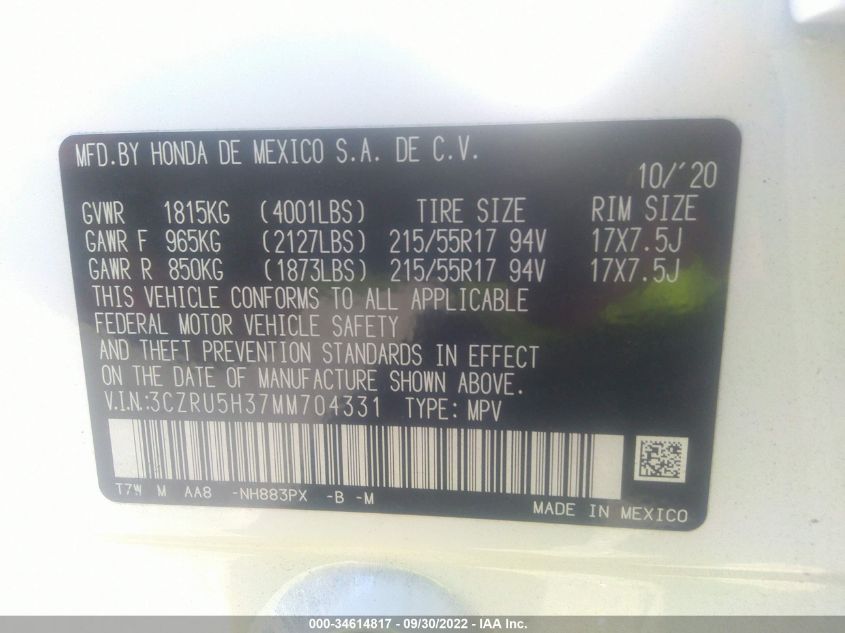 MFD.BY HONDA DE MEXICO S.A. DE C.V.
10/'20
GVWR 1815KG (4001LBS) TIRE SIZE RIM SIZE
GAWR F 965KG (2127LBS) 215/55R17 94V 17X7.5J
GAWR R 850KG (1873LBS) 215/55R17 94V 17X7.5J
THIS VEHICLE CONFORMS TO ALL APPLICABLE
FEDERAL MOTOR VEHICLE SAFETY
AND THEFT PREVENTION STANDARDS IN EFFECT
ON THE DATE OF MANUFACTURE SHOWN ABOVE.
V.I.N.:3CZRU5H37MM704331 TYPE: MPV
T7W M AA8 -NH883PX -B -M
MADE IN MEXICO
000-34614817 - 09/30/2022 - IAA Inc.